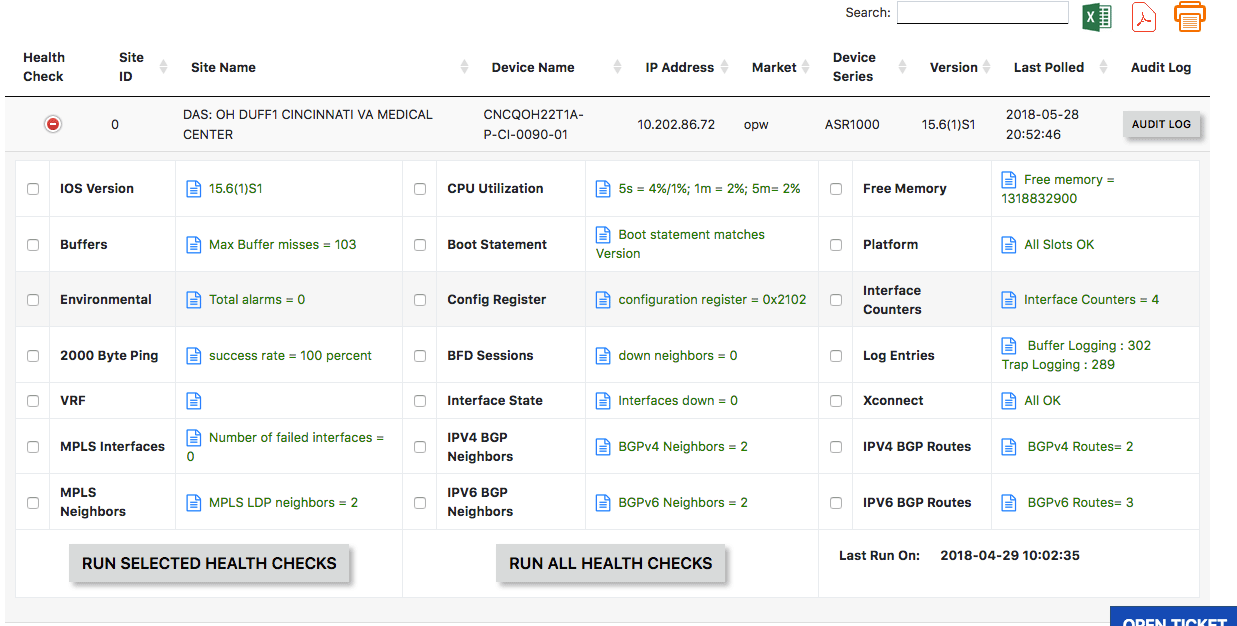 Search:
Health Check
Site ID
Site Name
Device Name
IP Address
Market
Device Series
Version
Last Polled
Audit Log
0
DAS: OH DUFF1 CINCINNATI VA MEDICAL
CENTER
CNCQOH22T1A-
P-CI-0090-01
10.202.86.72
opw
ASR1000
15.6(1)S1
2018-05-28
20:52:46
AUDIT LOG
IOS Version
15.6(1)S1
CPU Utilization
5s = 4%/1%; 1m = 2%; 5m= 2%
Free Memory
Free memory =
1318832900
Buffers
Max Buffer misses = 103
Boot Statement
Boot statement matches
Version
Platform
All Slots OK
Environmental
Total alarms = 0
Config Register
configuration register = 0x2102
Interface
Counters
Interface Counters = 4
2000 Byte Ping
success rate = 100 percent
BFD Sessions
down neighbors = 0
Log Entries
Buffer Logging : 302
Trap Logging : 289
VRF
Interface State
Interfaces down = 0
Xconnect
All OK
MPLS Interfaces
Number of failed interfaces =
0
IPV4 BGP
Neighbors
BGPv4 Neighbors = 2
IPV4 BGP Routes
BGPv4 Routes= 2
MPLS
Neighbors
MPLS LDP neighbors = 2
IPV6 BGP
Neighbors
BGPv6 Neighbors = 2
IPV6 BGP Routes
BGPv6 Routes= 3
RUN SELECTED HEALTH CHECKS
RUN ALL HEALTH CHECKS
Last Run On: 2018-04-29 10:02:35
OPEN TICKET